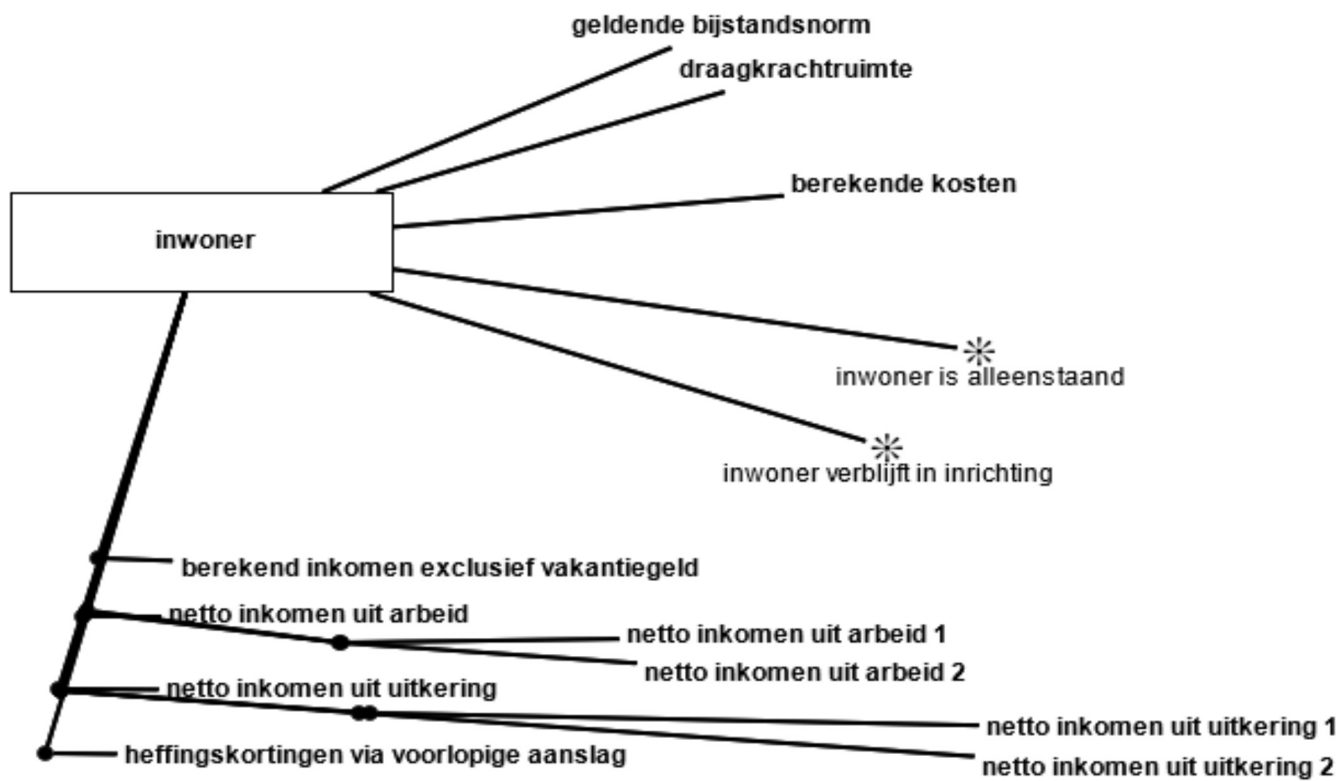 geldende bijstandsnorm
draagkrachtruimte
berekende kosten
inwoner
inwoner is alleenstaand
inwoner verblijft in inrichting
berekend inkomen exclusief vakantiegeld
netto inkomen uit arbeid
netto inkomen uit arbeid 1
netto inkomen uit arbeid 2
netto inkomen uit uitkering
netto inkomen uit uitkering 1
netto inkomen uit uitkering 2
heffingskortingen via voorlopige aanslag